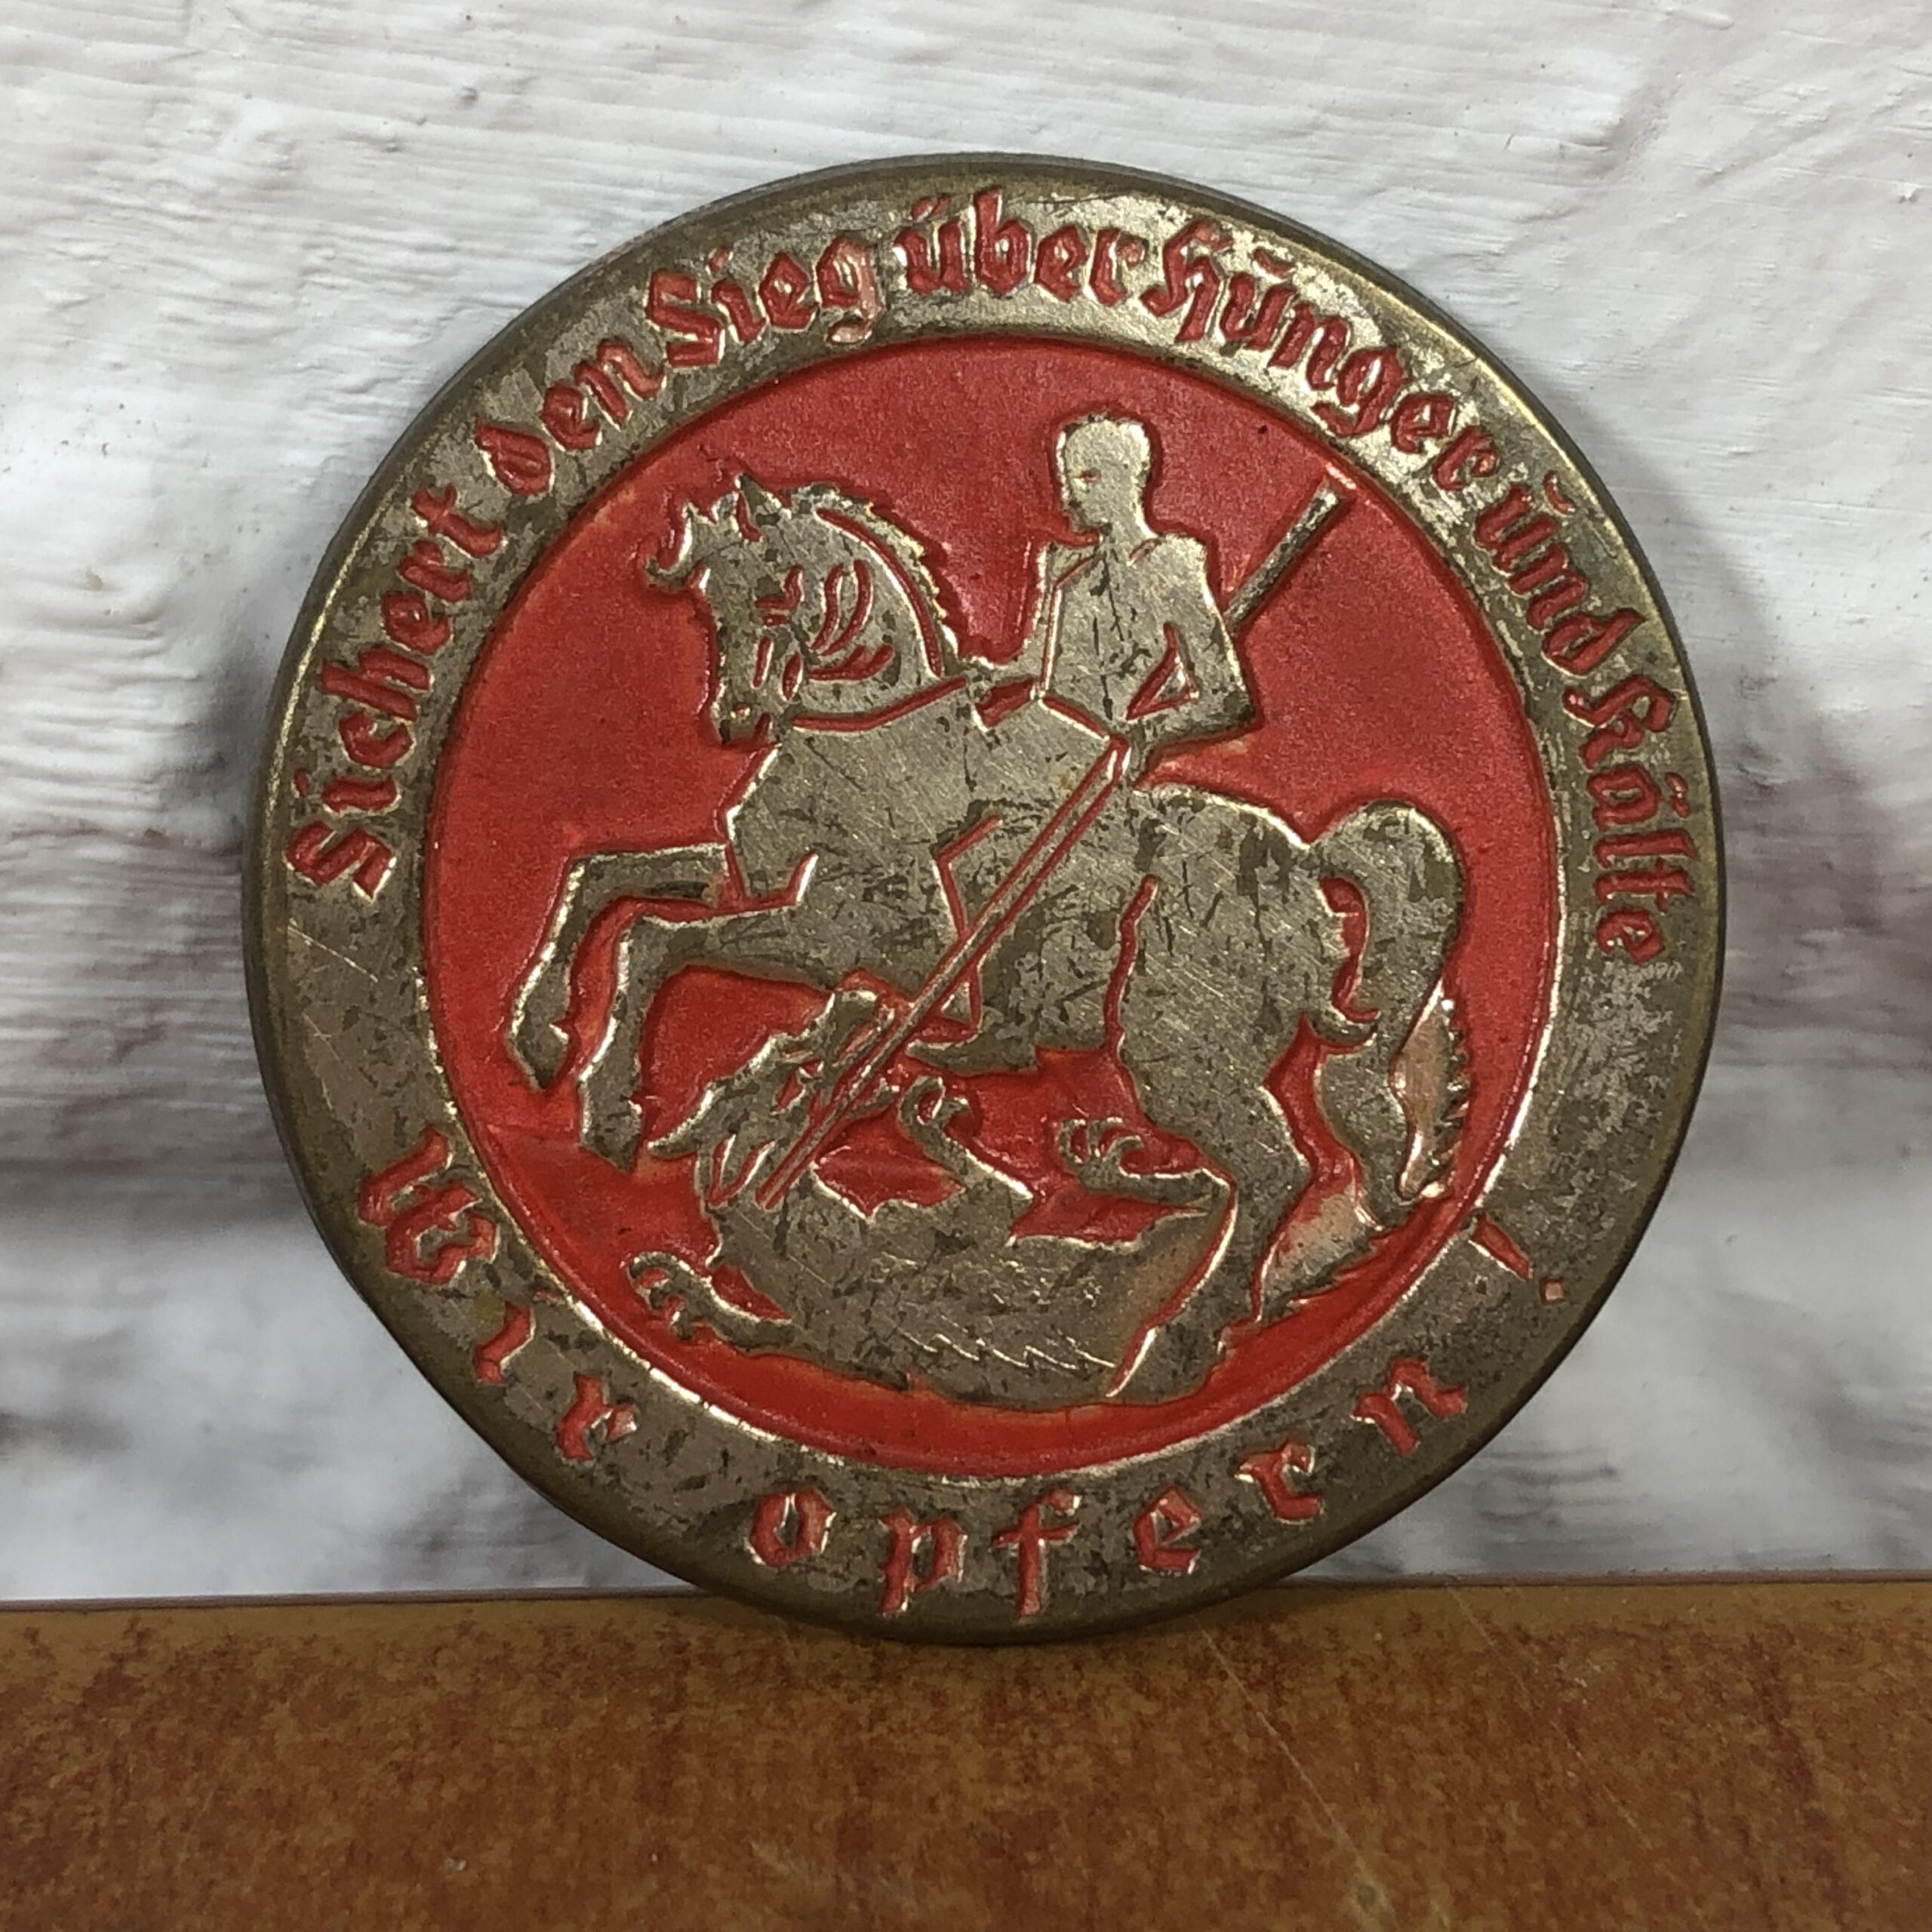 Sichert den Sieg über Hunger und Kälte
Wir opfern!